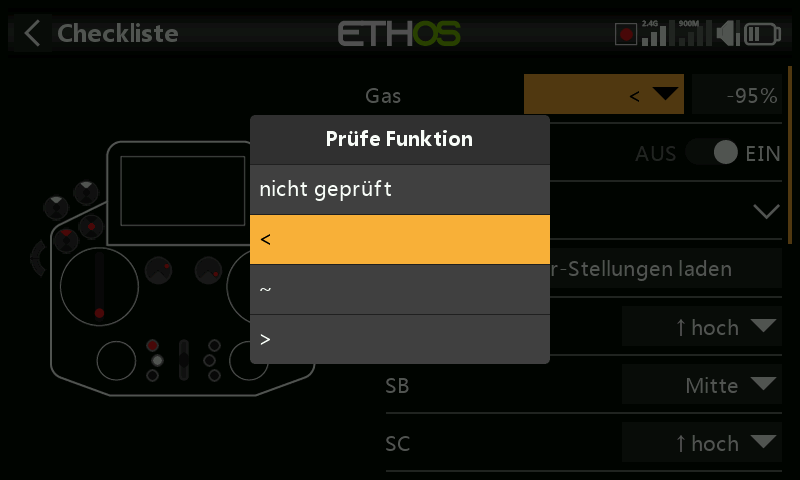 Checkliste
ETHOS
2.4G
900M
Gas
<
-95%
Prüfe Funktion
AUS
EIN
nicht geprüft
<
~
r-Stellungen laden
>
↑hoch
SB
Mitte
SC
↑hoch